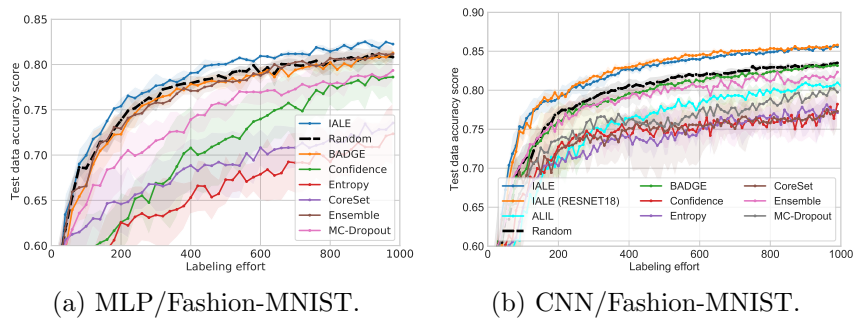 (a)
0.85
0.80
0.75
0.70
0.65
0.60
Test data accuracy score
0 200 400 600 800 1000
Labeling effort
IALE
Random
BADGE
Confidence
Entropy
CoreSet
Ensemble
MC-Dropout
(b)
0.90
0.85
0.80
0.75
0.70
0.65
0.60
Test data accuracy score
0 200 400 600 800 1000
Labeling effort
IALE
IALE (RESNET18)
ALIL
Random
BADGE
Confidence
Entropy
CoreSet
Ensemble
MC-Dropout
(a) MLP/Fashion-MNIST.
(b) CNN/Fashion-MNIST.